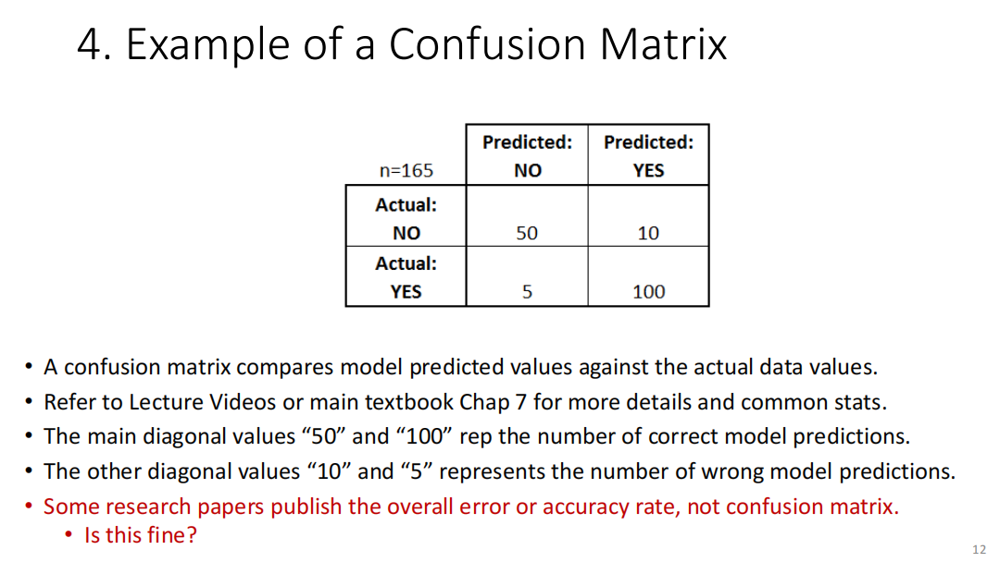 4. Example of a Confusion Matrix
Predicted: Predicted:
n=165 NO YES
Actual:
NO 50 10
Actual:
YES 5 100
• A confusion matrix compares model predicted values against the actual data values.
• Refer to Lecture Videos or main textbook Chap 7 for more details and common stats.
• The main diagonal values “50” and “100” rep the number of correct model predictions.
• The other diagonal values “10” and “5” represents the number of wrong model predictions.
• Some research papers publish the overall error or accuracy rate, not confusion matrix.
• Is this fine?
12